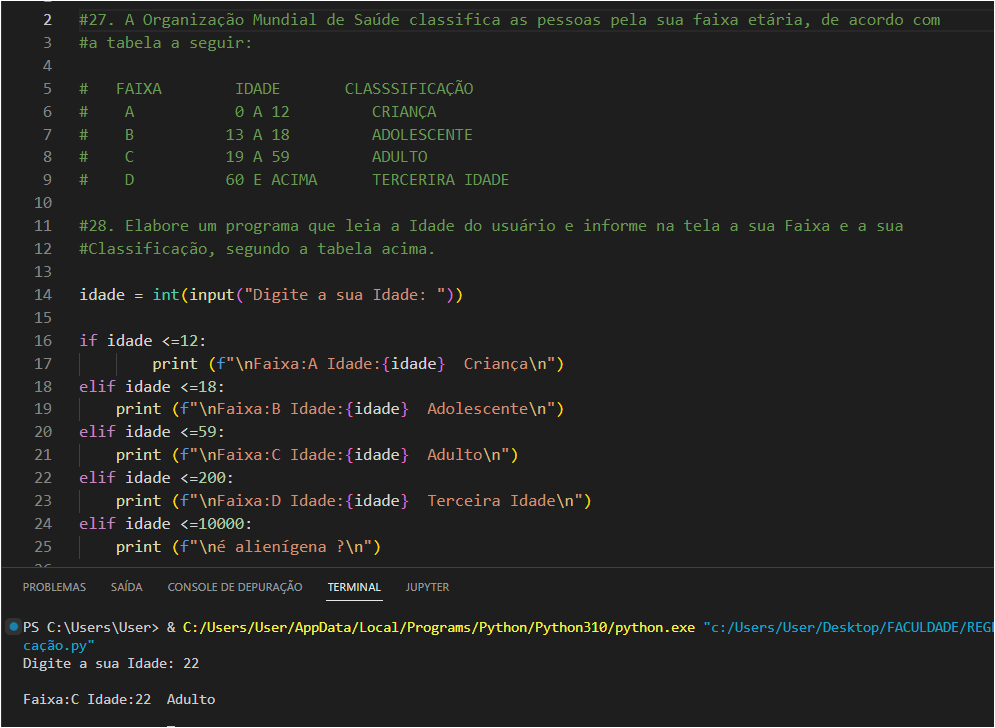 2 #27. A Organização Mundial de Saúde classifica as pessoas pela sua faixa etária, de acordo com
3 #a tabela a seguir:
4
5 # FAIXA IDADE CLASSSIFICAÇÃO
6 # A 0 A 12 CRIANÇA
7 # B 13 A 18 ADOLESCENTE
8 # C 19 A 59 ADULTO
9 # D 60 E ACIMA TERCERIRA IDADE
10
11 #28. Elabore um programa que leia a Idade do usuário e informe na tela a sua Faixa e a sua
12 #Classificação, segundo a tabela acima.
13
14 idade = int(input("Digite a sua Idade: "))
15
16 if idade <=12:
17 print (f"\nFaixa:A Idade:{idade}  Criança\n")
18 elif idade <=18:
19 print (f"\nFaixa:B Idade:{idade}  Adolescente\n")
20 elif idade <=59:
21 print (f"\nFaixa:C Idade:{idade}  Adulto\n")
22 elif idade <=200:
23 print (f"\nFaixa:D Idade:{idade}  Terceira Idade\n")
24 elif idade <=10000:
25 print (f"\né alienígena ?\n")
PROBLEMAS SAÍDA CONSOLE DE DEPURAÇÃO TERMINAL JUPYTER
PS C:\Users\User> & C:/Users/User/AppData/Local/Programs/Python/Python310/python.exe "c:/Users/User/Desktop/FACULDADE/REG
cação.py"
Digite a sua Idade: 22
Faixa:C Idade:22  Adulto